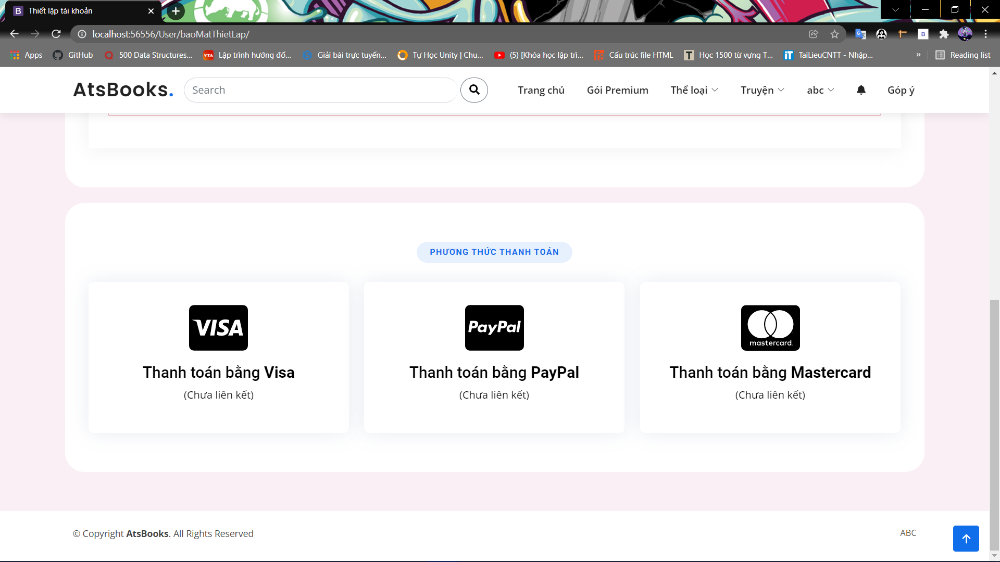 Thiết lập tài khoản
localhost:56556/User/baoMatThietLap/
Apps GitHub 500 Data Structures... Lập trình hướng đố... Giải bài trực tuyến... Tự Học Unity | Chu... (5) [Khóa học lập trì... Cấu trúc file HTML Học 1500 từ vựng T... TaiLieuCNTT - Nhập... » Reading list
AtsBooks. Search Trang chủ Gói Premium Thể loại Truyện abc Góp ý
PHƯƠNG THỨC THANH TOÁN
VISA
Thanh toán bằng Visa
(Chưa liên kết)
PayPal
Thanh toán bằng PayPal
(Chưa liên kết)
mastercard
Thanh toán bằng Mastercard
(Chưa liên kết)
© Copyright AtsBooks. All Rights Reserved
ABC